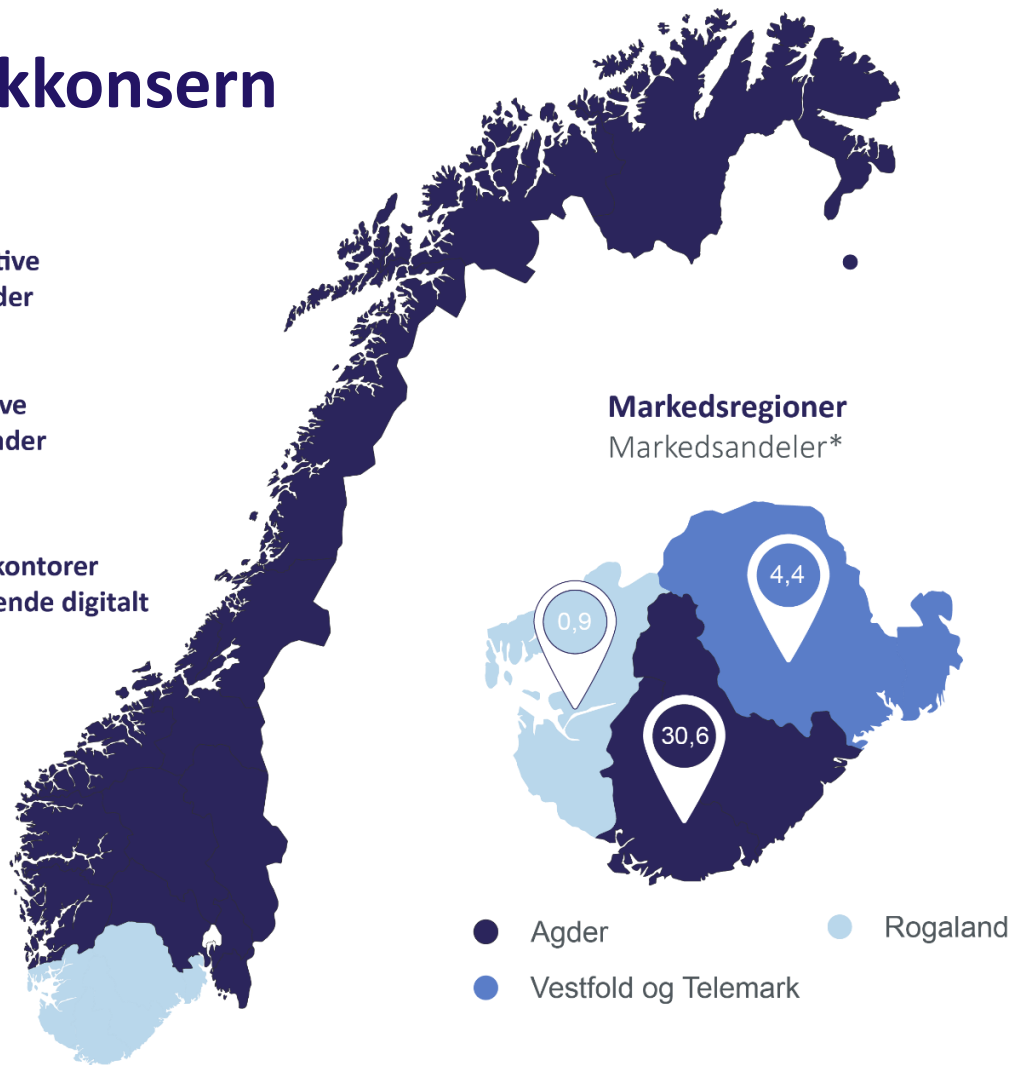 kkonsern
tive
der
ve
nder
kontorer
ende digitalt
Markedsregioner
Markedsandeler*
4,4
0,9
30,6
Agder
Rogaland
Vestfold og Telemark